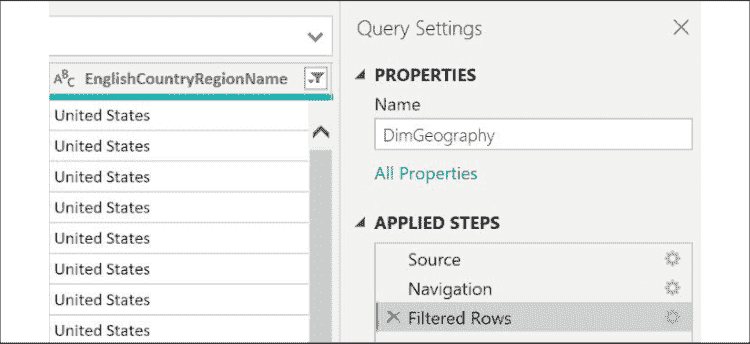 ABC EnglishCountryRegionName
United States
United States
United States
United States
United States
United States
United States
United States
Query Settings
PROPERTIES
Name
DimGeography
All Properties
APPLIED STEPS
Source
Navigation
Filtered Rows